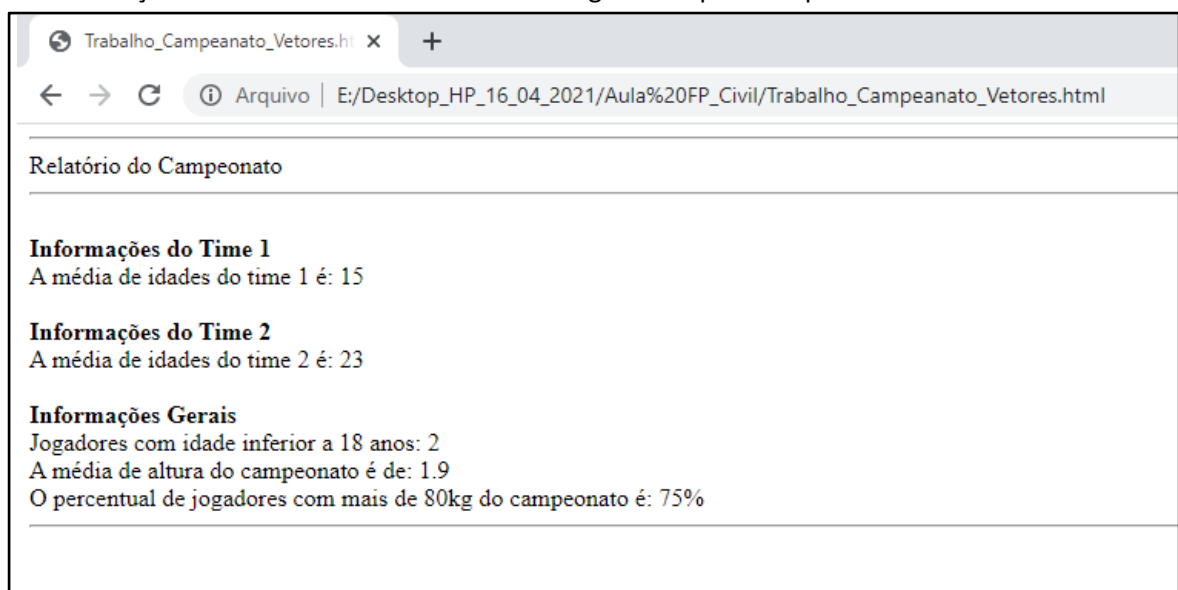 Trabalho_Campeanato_Vetores.ht
Arquivo | E:/Desktop_HP_16_04_2021/Aula%20FP_Civil/Trabalho_Campeanato_Vetores.html
Relatório do Campeonato
Informações do Time 1
A média de idades do time 1 é: 15
Informações do Time 2
A média de idades do time 2 é: 23
Informações Gerais
Jogadores com idade inferior a 18 anos: 2
A média de altura do campeonato é de: 1.9
O percentual de jogadores com mais de 80kg do campeonato é: 75%